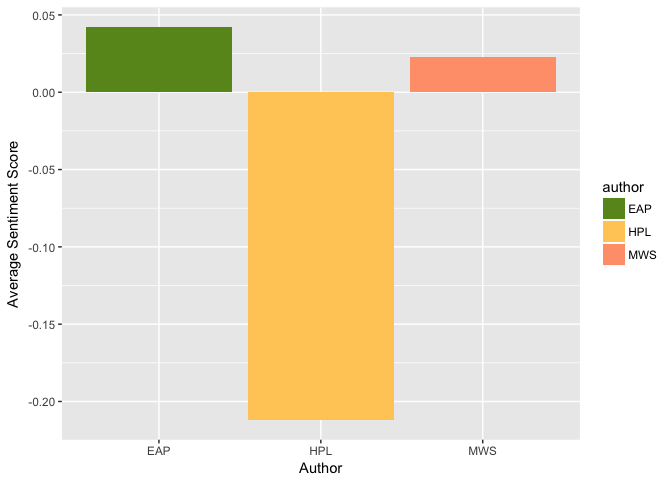 0.05
0.00
-0.05
-0.10
-0.15
-0.20
Average Sentiment Score
EAP
HPL
MWS
Author
author
EAP
HPL
MWS